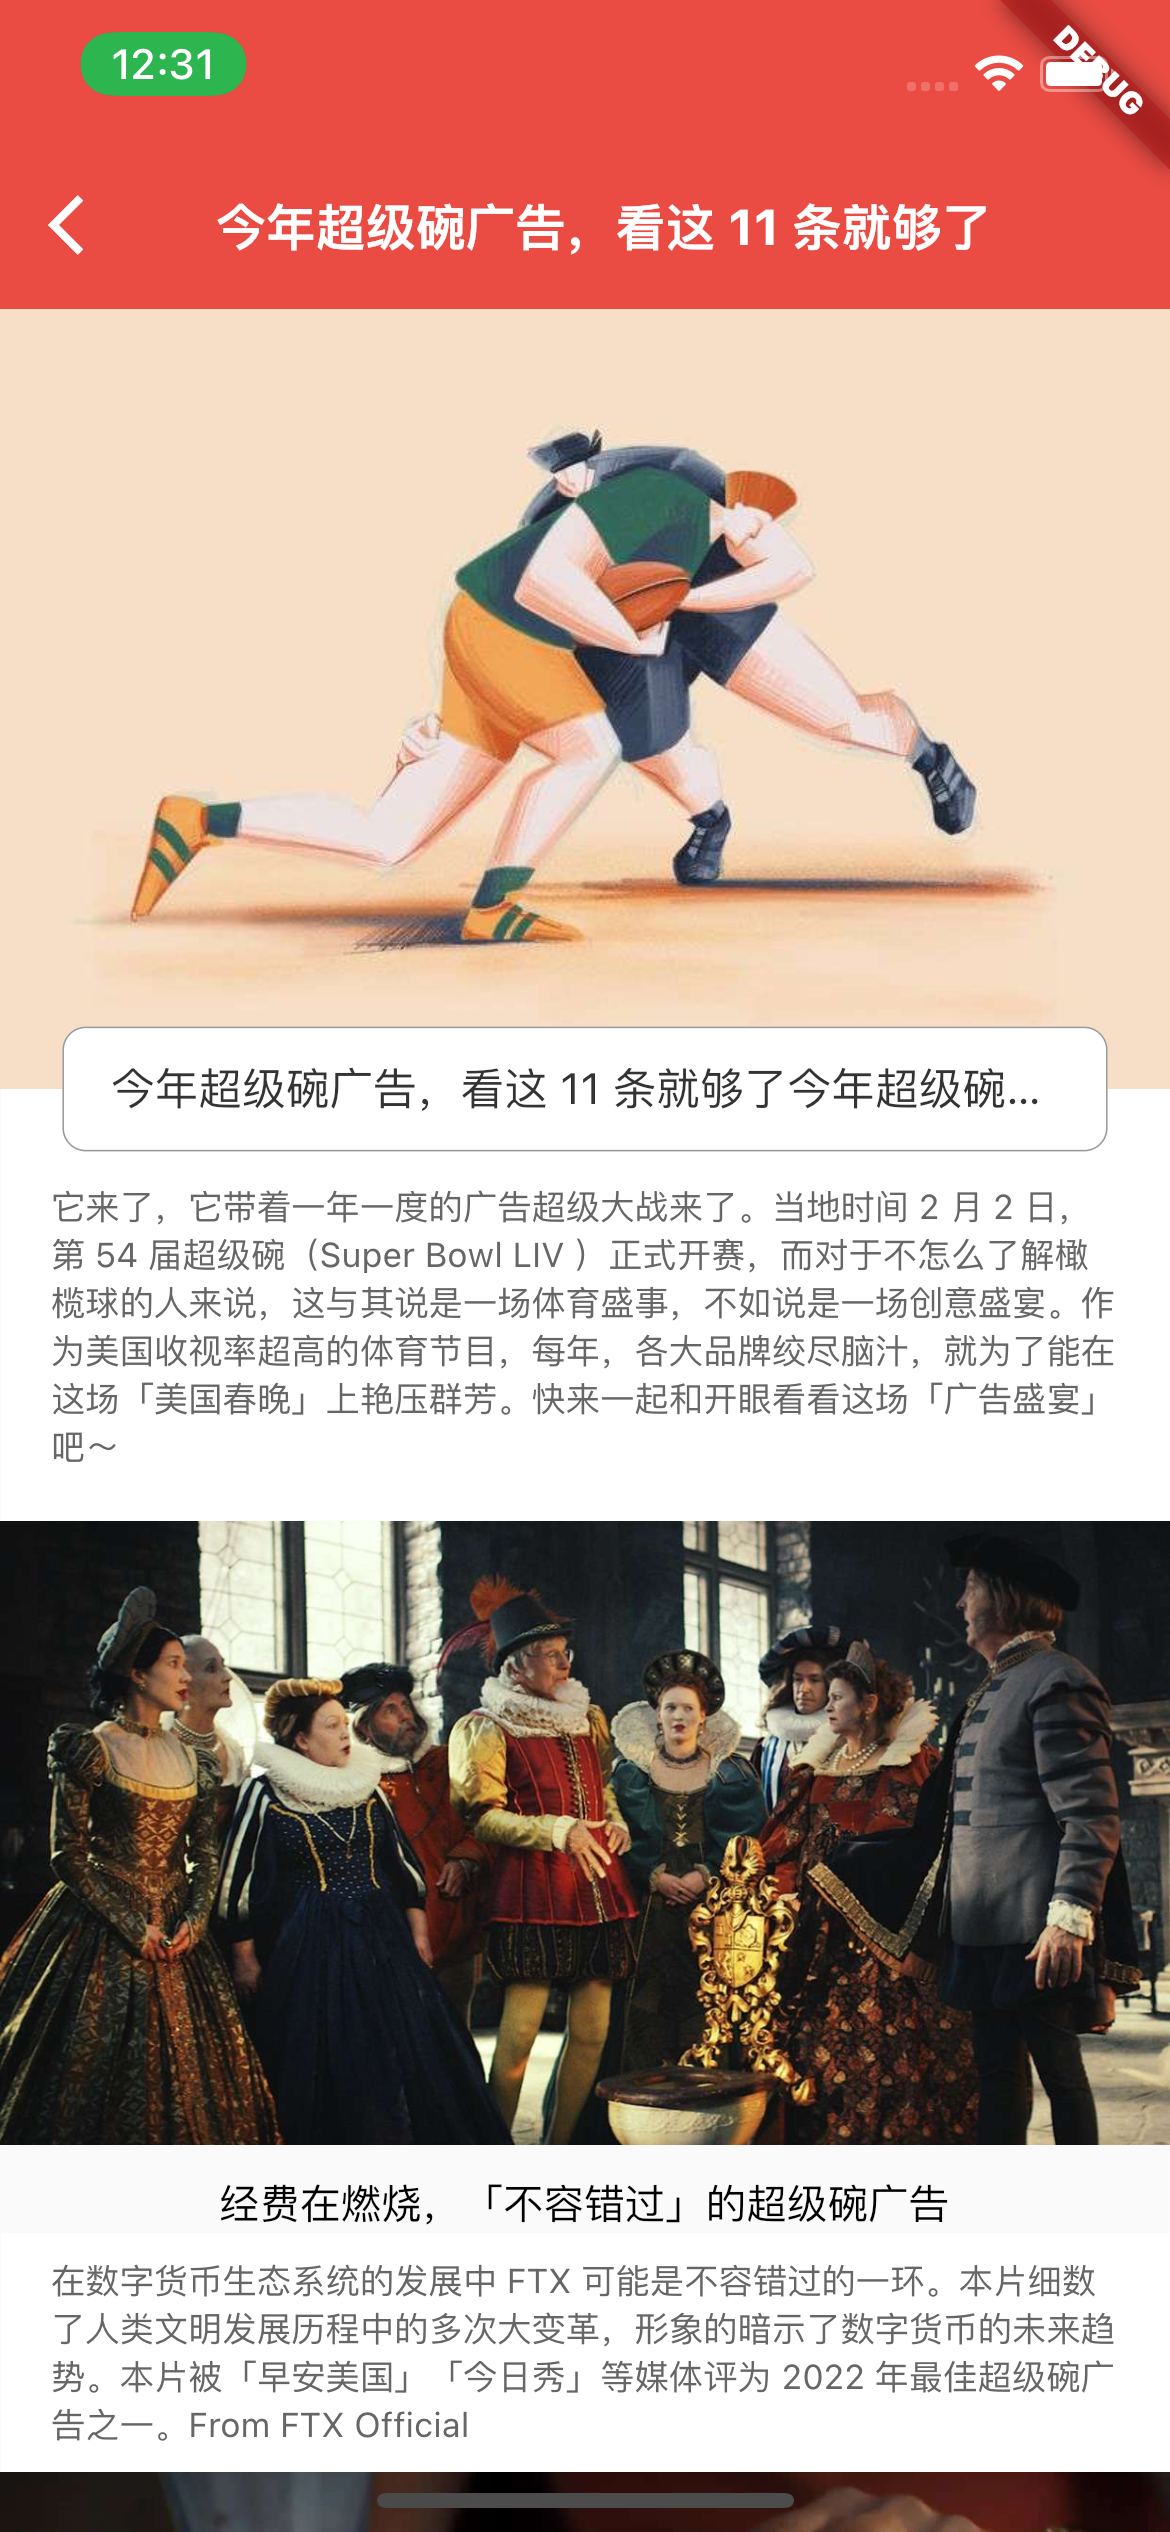 12:31
DEBUG
今年超级碗广告，看这 11 条就够了
今年超级碗广告，看这 11 条就够了今年超级碗...
它来了，它带着一年一度的广告超级大战来了。当地时间 2 月 2 日，
第 54 届超级碗（Super Bowl LIV ）正式开赛，而对于不怎么了解橄
榄球的人来说，这与其说是一场体育盛事，不如说是一场创意盛宴。作
为美国收视率超高的体育节目，每年，各大品牌绞尽脑汁，就为了能在
这场「美国春晚」上艳压群芳。快来一起和开眼看看这场「广告盛宴」
吧～
经费在燃烧，「不容错过」的超级碗广告
在数字货币生态系统的发展中 FTX 可能是不容错过的一环。本片细数
了人类文明发展历程中的多次大变革，形象的暗示了数字货币的未来趋
势。本片被「早安美国」「今日秀」等媒体评为 2022 年最佳超级碗广
告之一。From FTX Official